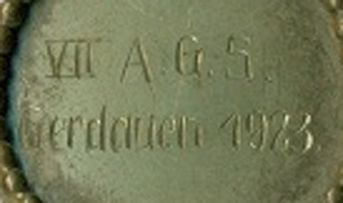 VII A. G. S.
Gerdauen 1923.